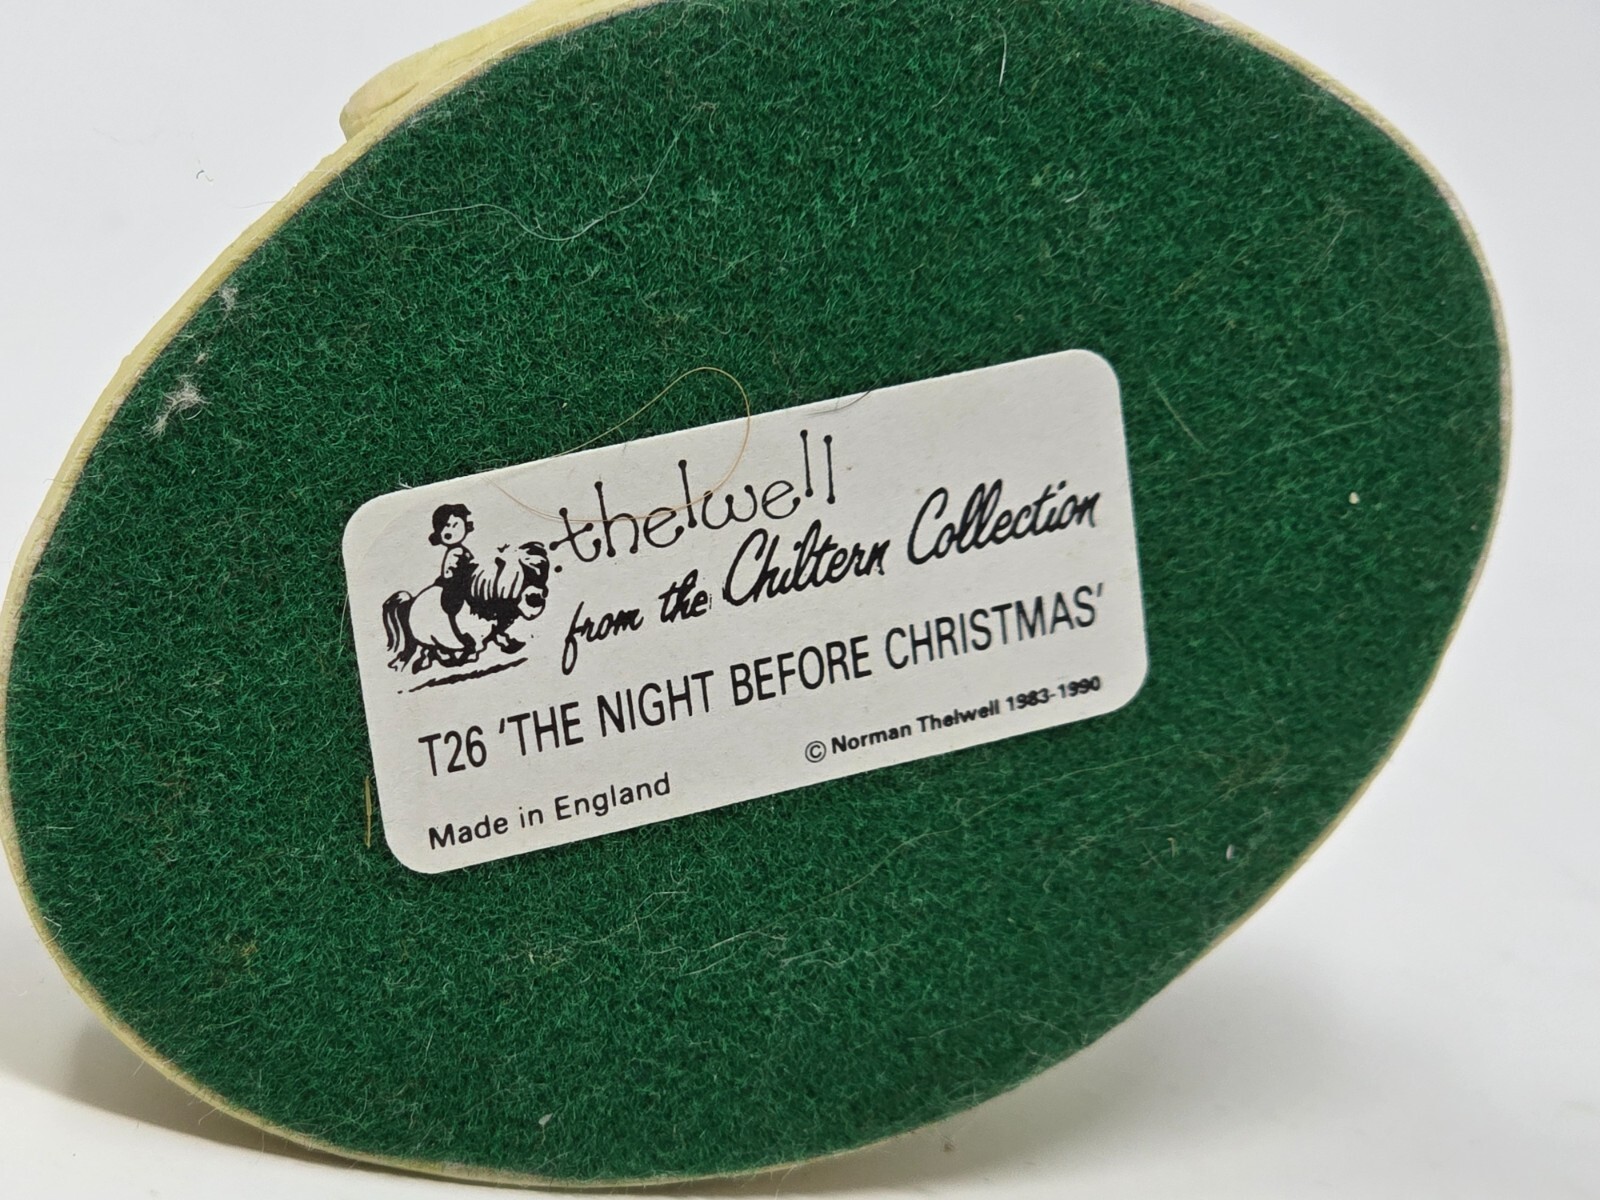 thelwell
from the Chiltern Collection
T26 'THE NIGHT BEFORE CHRISTMAS'
Made in England
© Norman Thelwell 1983-1990